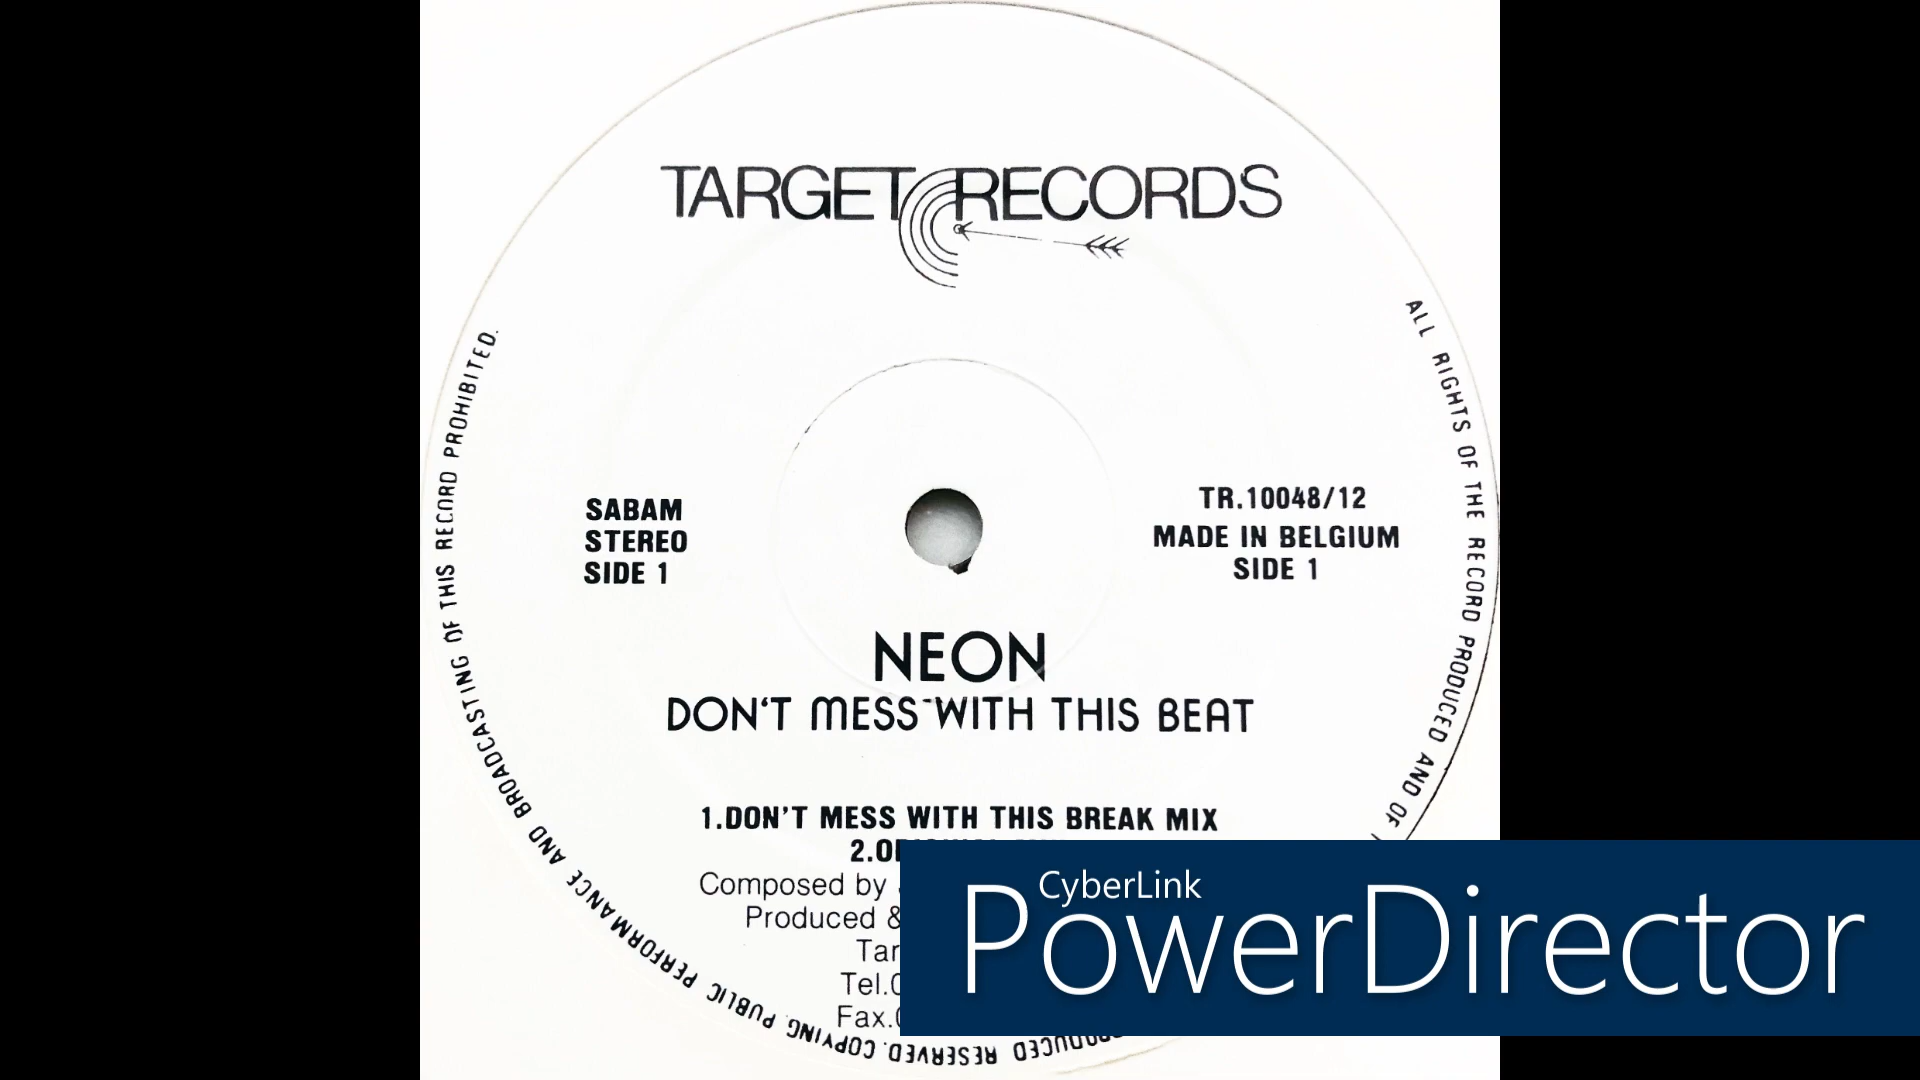 TARGET RECORDS
SABAM
STEREO
SIDE 1
TR.10048/12
MADE IN BELGIUM
SIDE 1
NEON
DON'T MESS WITH THIS BEAT
1.DON'T MESS WITH THIS BREAK MIX
Composed by
Produced &
Tel.
Fax.
ALL RIGHTS OF THE RECORD PRODUCED AND OF
RESERVED.COPYING.PUBLIC PERFORMANCE AND BROADCASTING OF THIS RECORD PROHIBITED.
CyberLink
PowerDirector